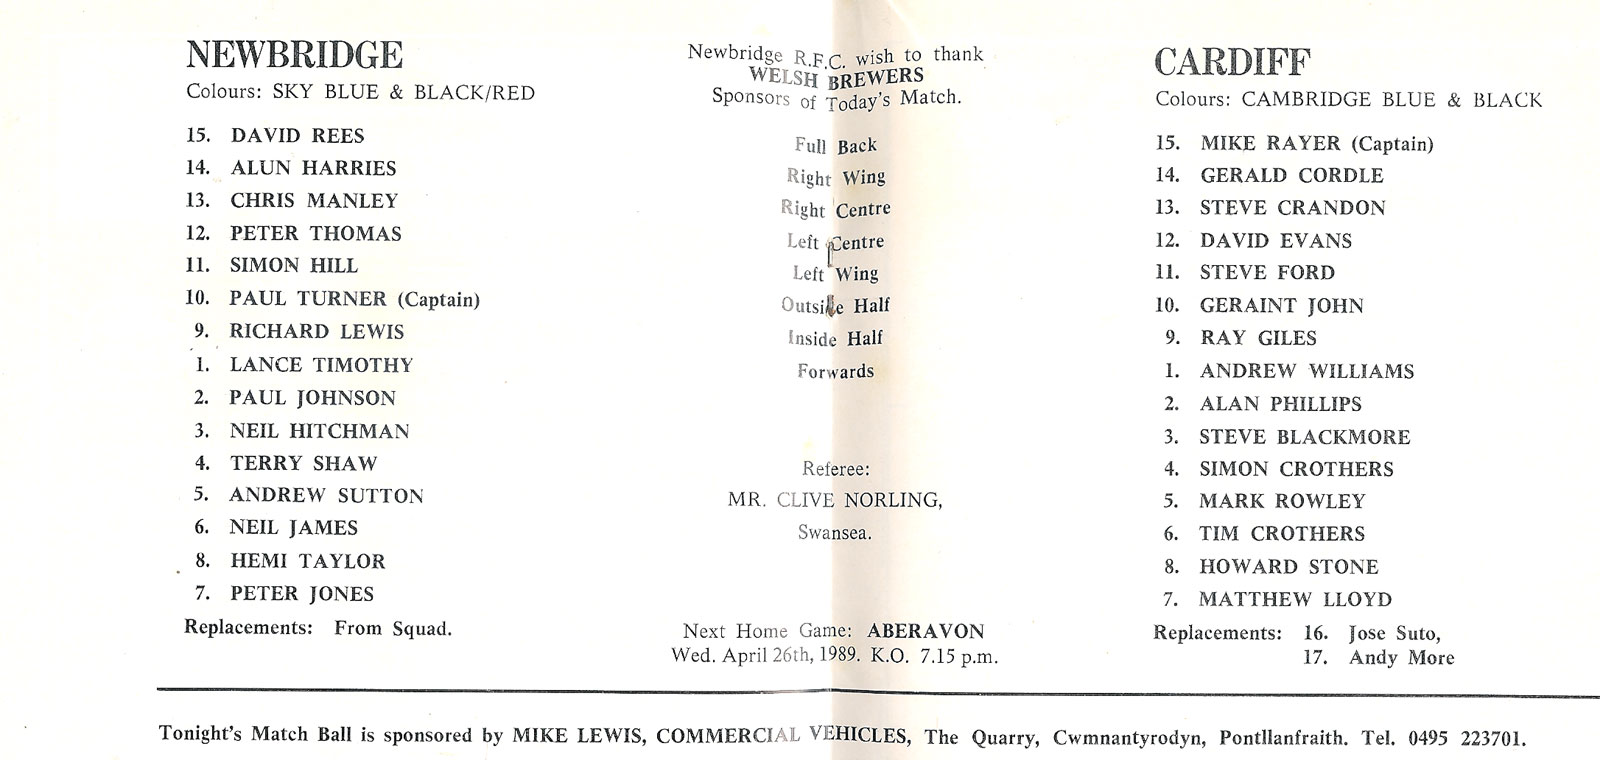 NEWBRIDGE
Colours: SKY BLUE & BLACK/RED
15. DAVID REES
14. ALUN HARRIES
13. CHRIS MANLEY
12. PETER THOMAS
11. SIMON HILL
10. PAUL TURNER (Captain)
9. RICHARD LEWIS
1. LANCE TIMOTHY
2. PAUL JOHNSON
3. NEIL HITCHMAN
4. TERRY SHAW
5. ANDREW SUTTON
6. NEIL JAMES
8. HEMI TAYLOR
7. PETER JONES
Replacements: From Squad.
Newbridge R.F.C. wish to thank
WELSH BREWERS
Sponsors of Today's Match.
Full Back
Right Wing
Right Centre
Left Centre
Left Wing
Outside Half
Inside Half
Forwards
Referee:
MR. CLIVE NORLING,
Swansea.
Next Home Game: ABERAVON
Wed. April 26th, 1989. K.O. 7.15 p.m.
CARDIFF
Colours: CAMBRIDGE BLUE & BLACK
15. MIKE RAYER (Captain)
14. GERALD CORDLE
13. STEVE CRANDON
12. DAVID EVANS
11. STEVE FORD
10. GERAINT JOHN
9. RAY GILES
1. ANDREW WILLIAMS
2. ALAN PHILLIPS
3. STEVE BLACKMORE
4. SIMON CROTHERS
5. MARK ROWLEY
6. TIM CROTHERS
8. HOWARD STONE
7. MATTHEW LLOYD
Replacements: 16. Jose Suto,
17. Andy More
Tonight's Match Ball is sponsored by MIKE LEWIS, COMMERCIAL VEHICLES, The Quarry, Cwmnantyrodyn, Pontllanfraith. Tel. 0495 223701.